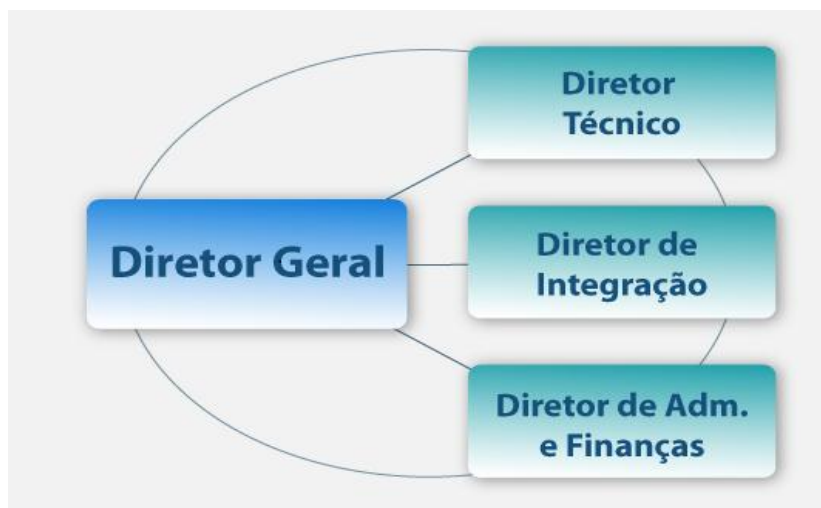 Diretor
Técnico
Diretor Geral
Diretor de
Integração
Diretor de Adm.
e Finanças